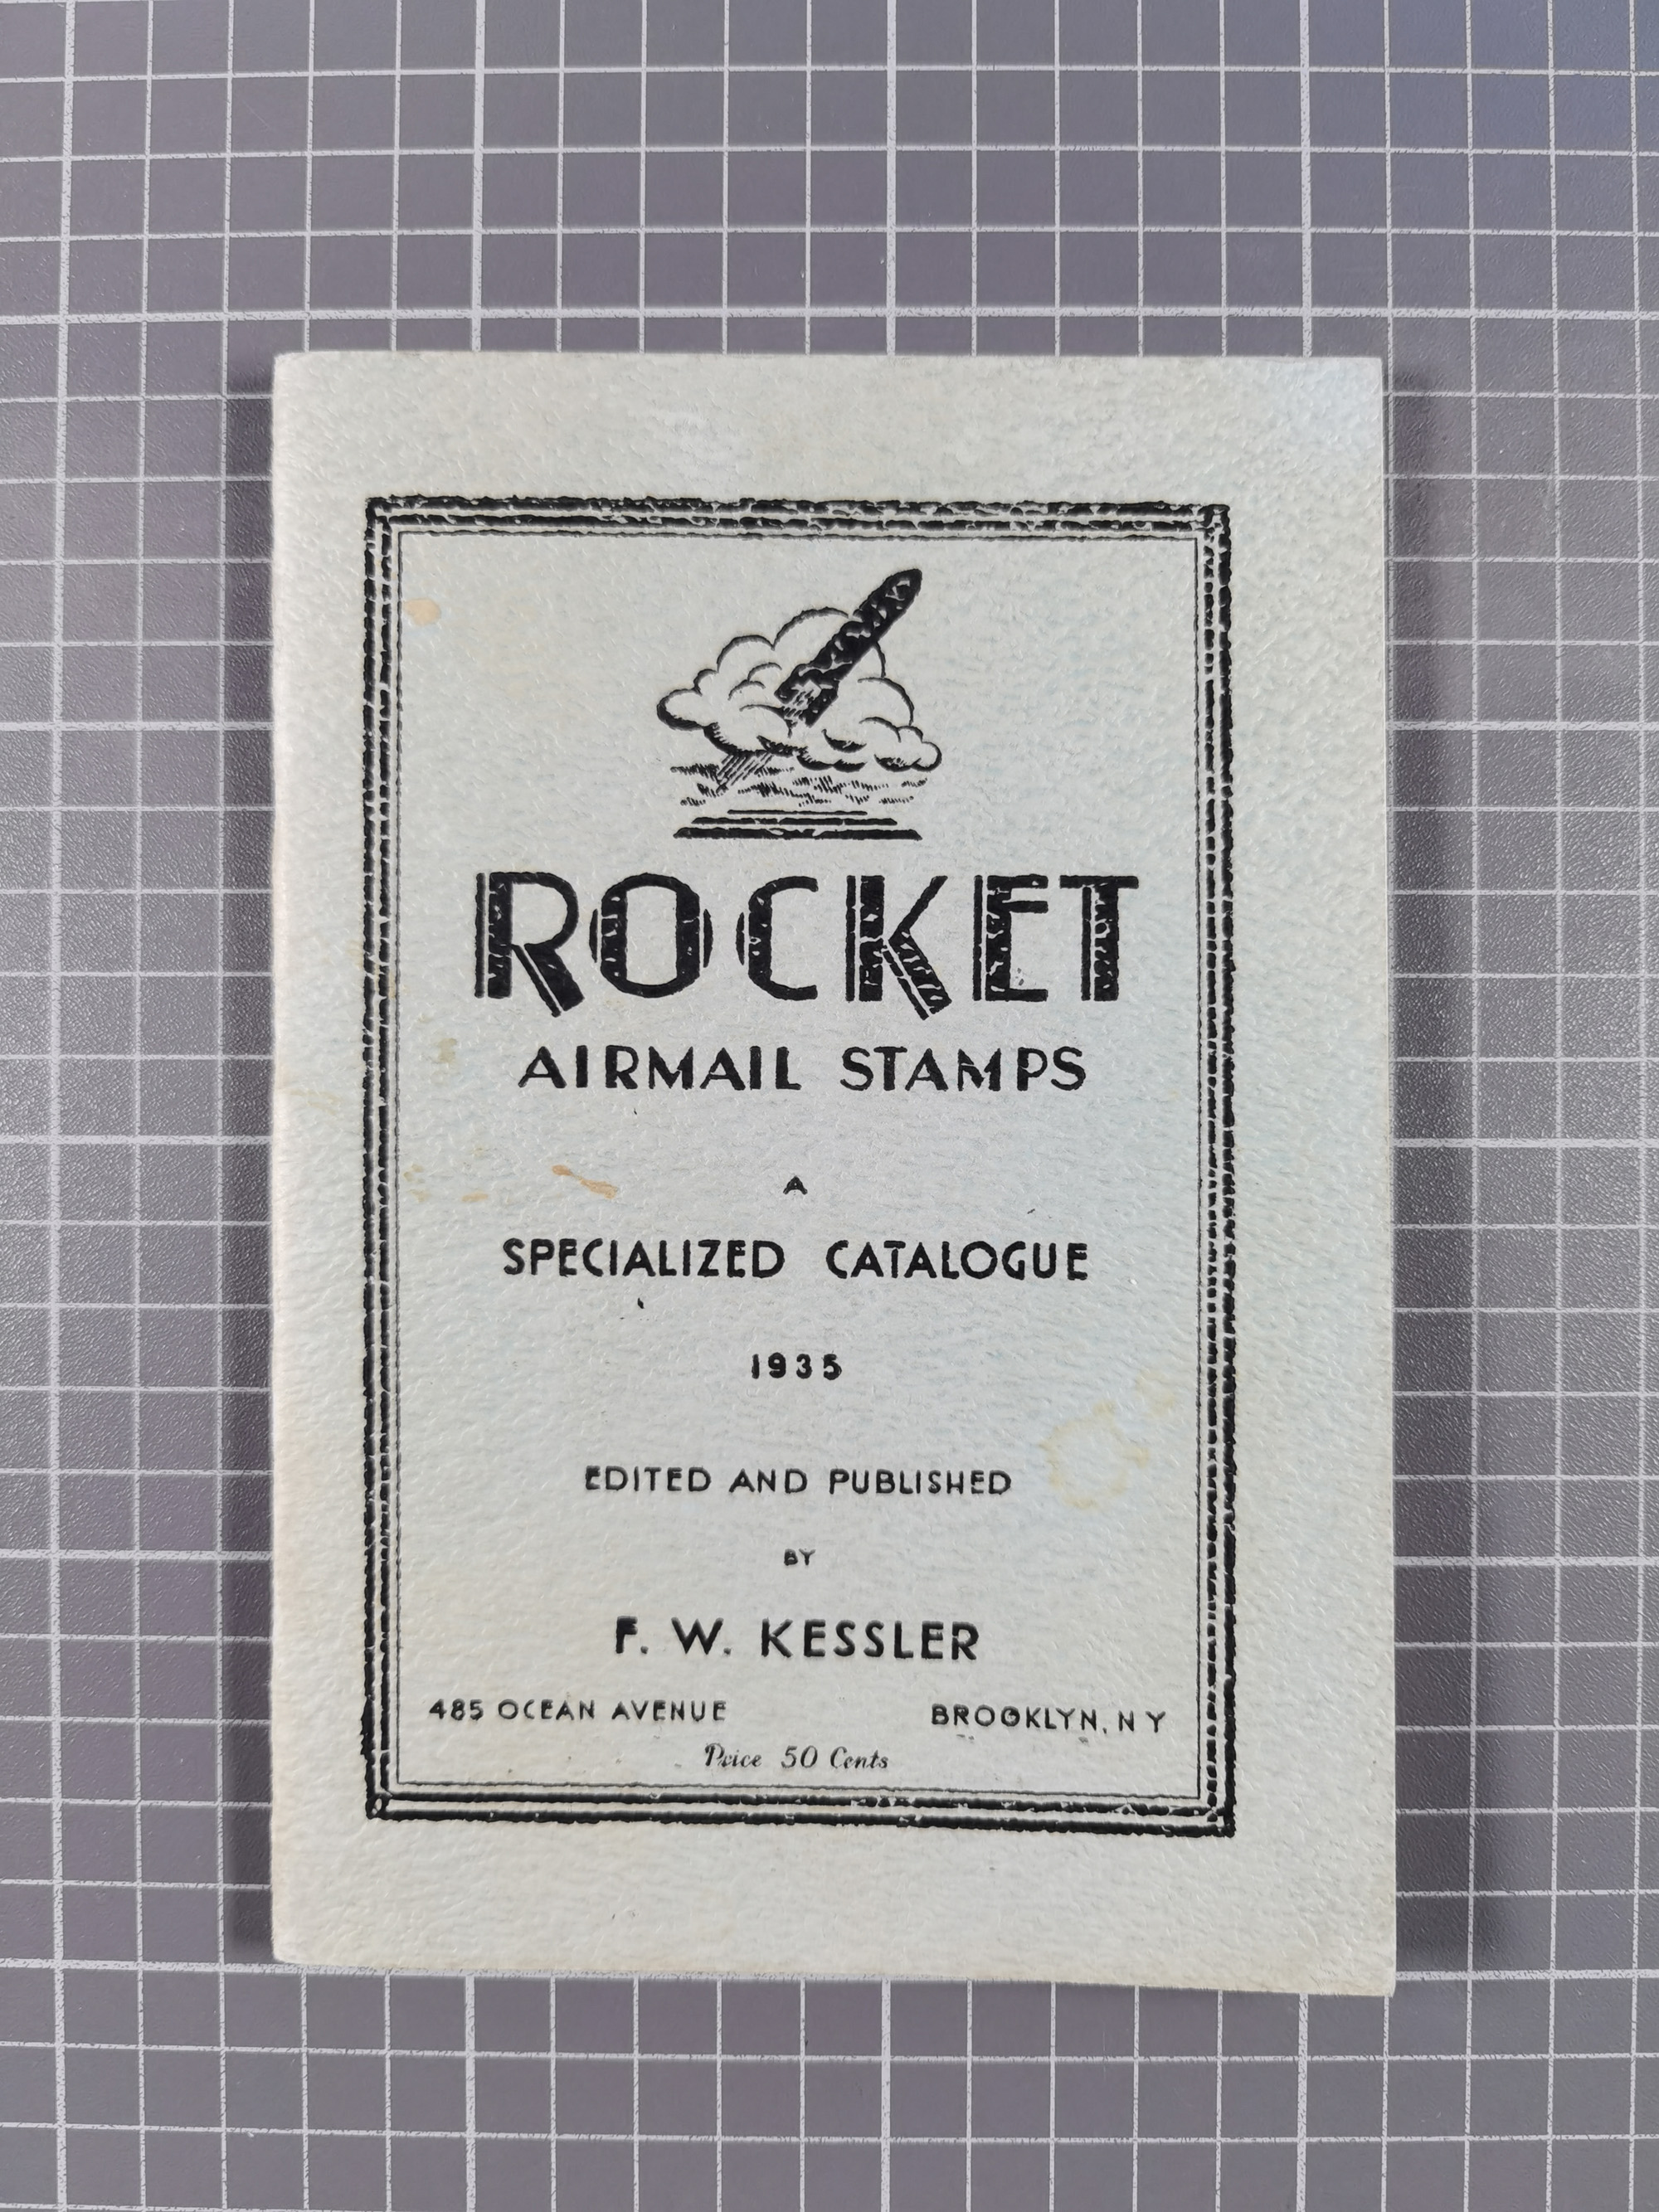 ROCKET
AIRMAIL STAMPS
A
SPECIALIZED CATALOGUE
1935
EDITED AND PUBLISHED
BY
F. W. KESSLER
485 OCEAN AVENUE BROOKLYN, N Y
Price 50 Cents